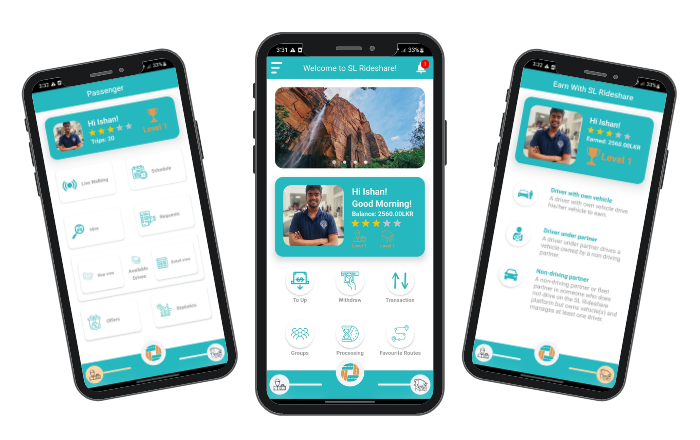 3:33
33%
Passenger
Hi Ishan!
Trips: 20
Level 1
Live Walking
Schedule
Hire
Requests
Map view
Available
Drives
Excel view
Offers
Statistics
3:31
33%
Welcome to SL Rideshare!
1
Hi Ishan!
Good Morning!
Balance: 2560.00LKR
To Up
Withdraw
Transaction
Groups
Processing
Favourite Routes
3:32
33%
Earn With SL Rideshare
Hi Ishan!
Earned: 2560.00LKR
Level 1
Driver with own vehicle
A driver with own vehicle drive
his/her vehicle to earn.
Driver under partner
A driver under partner drives a
vehicle owned by a non-driving
partner.
Non-driving partner
A non-driving partner or fleet
partner is someone who does
not drive on the SL Rideshare
platform but owns vehicle(s) and
manages at least one driver.